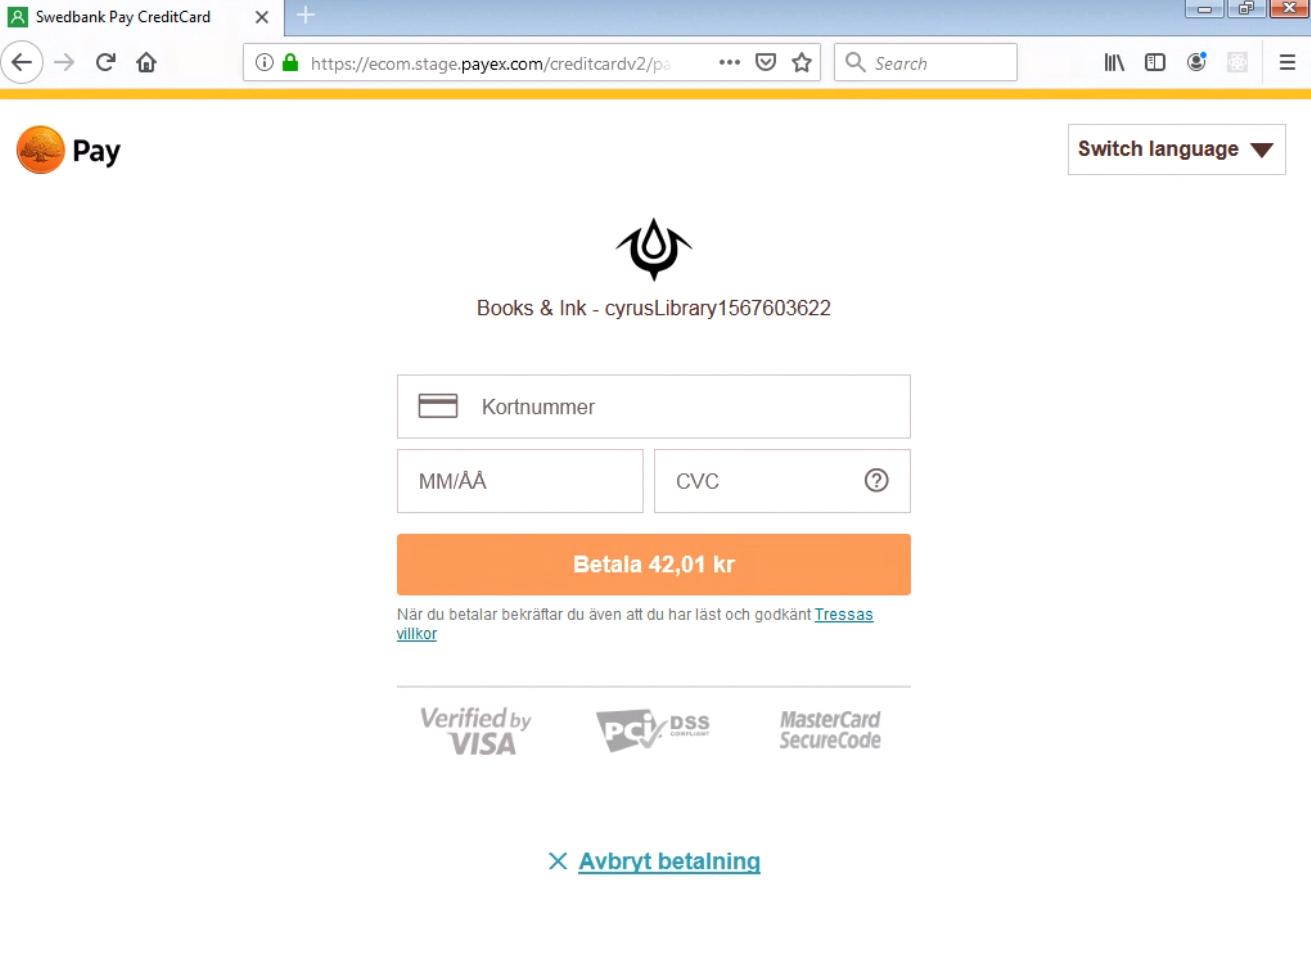 Swedbank Pay CreditCard
https://ecom.stage.payex.com/creditcardv2/pa
Search
Pay
Switch language
Books & Ink - cyrusLibrary1567603622
Kortnummer
MM/ÅÅ
CVC
Betala 42,01 kr
När du betalar bekräftar du även att du har läst och godkänt Tressas
villkor
Verified by
VISA
PCI DSS
COMPLIANT
MasterCard
SecureCode
Avbryt betalning